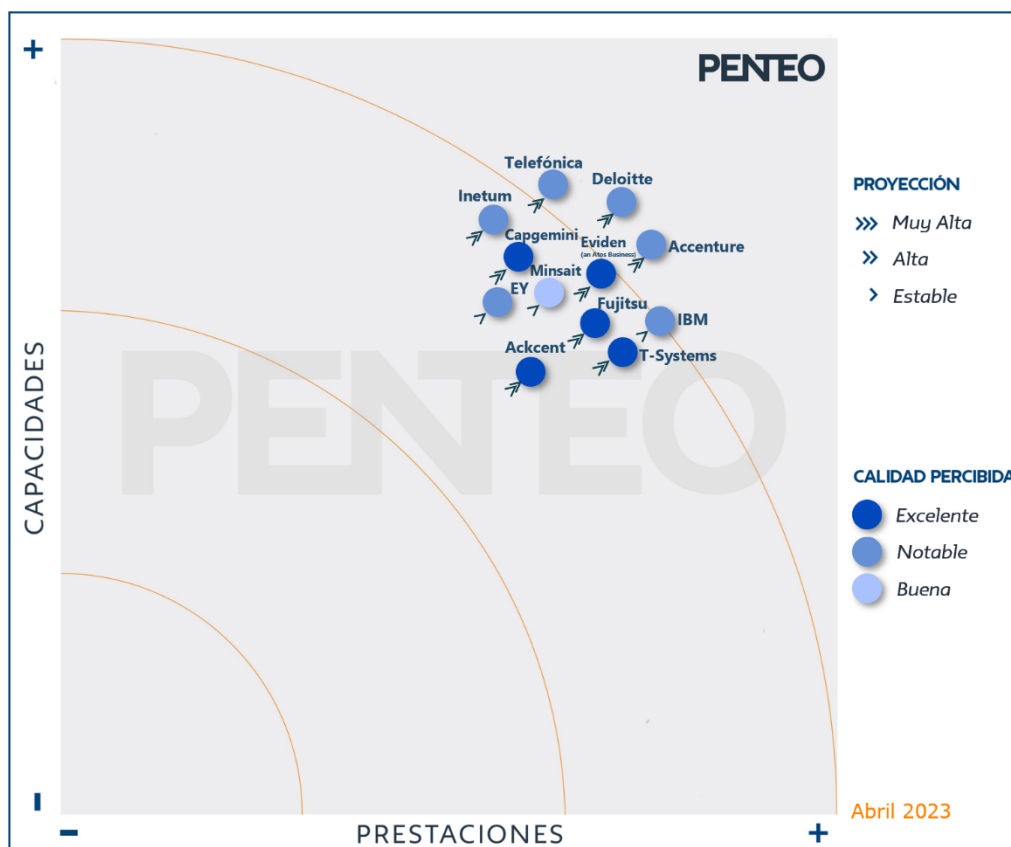 +
PENTEO
Telefónica
Deloitte
Inetum
Capgemini
Eviden
(an Atos Business)
Accenture
Minsait
EY
Fujitsu
IBM
T-Systems
Ackcent
PENTEO
CAPACIDADES
-
-
PRESTACIONES
+
PROYECCIÓN
Muy Alta
Alta
Estable
CALIDAD PERCIBIDA
Excelente
Notable
Buena
Abril 2023